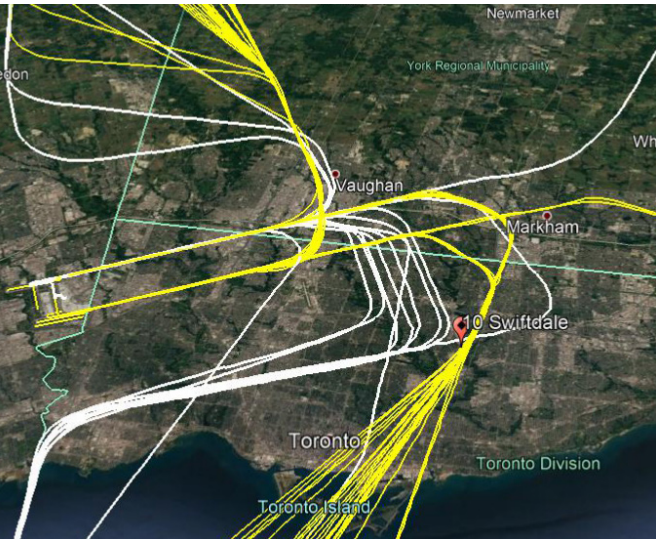 Newmarket
York Regional Municipality
edon
Wh
Vaughan
Markham
10 Swiftdale
Toronto
Toronto Division
Toronto Island